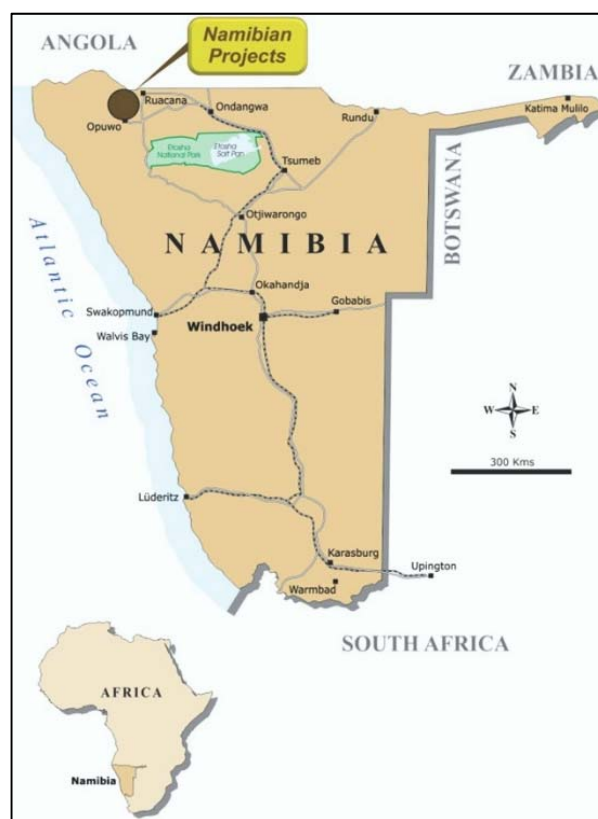 ANGOLA
Namibian
Projects
ZAMBIA
Ruacana
Ondangwa
Opuwo
Rundu
Katima Mulilo
Etosha
National Park
Etosha
Salt Pan
Tsumeb
BOTSWANA
Otjiwarongo
NAMIBIA
Atlantic Ocean
Okahandja
Swakopmund
Gobabis
Windhoek
Walvis Bay
N
W E
S
300 Kms
Lüderitz
Karasburg
Upington
Warmbad
SOUTH AFRICA
AFRICA
Namibia